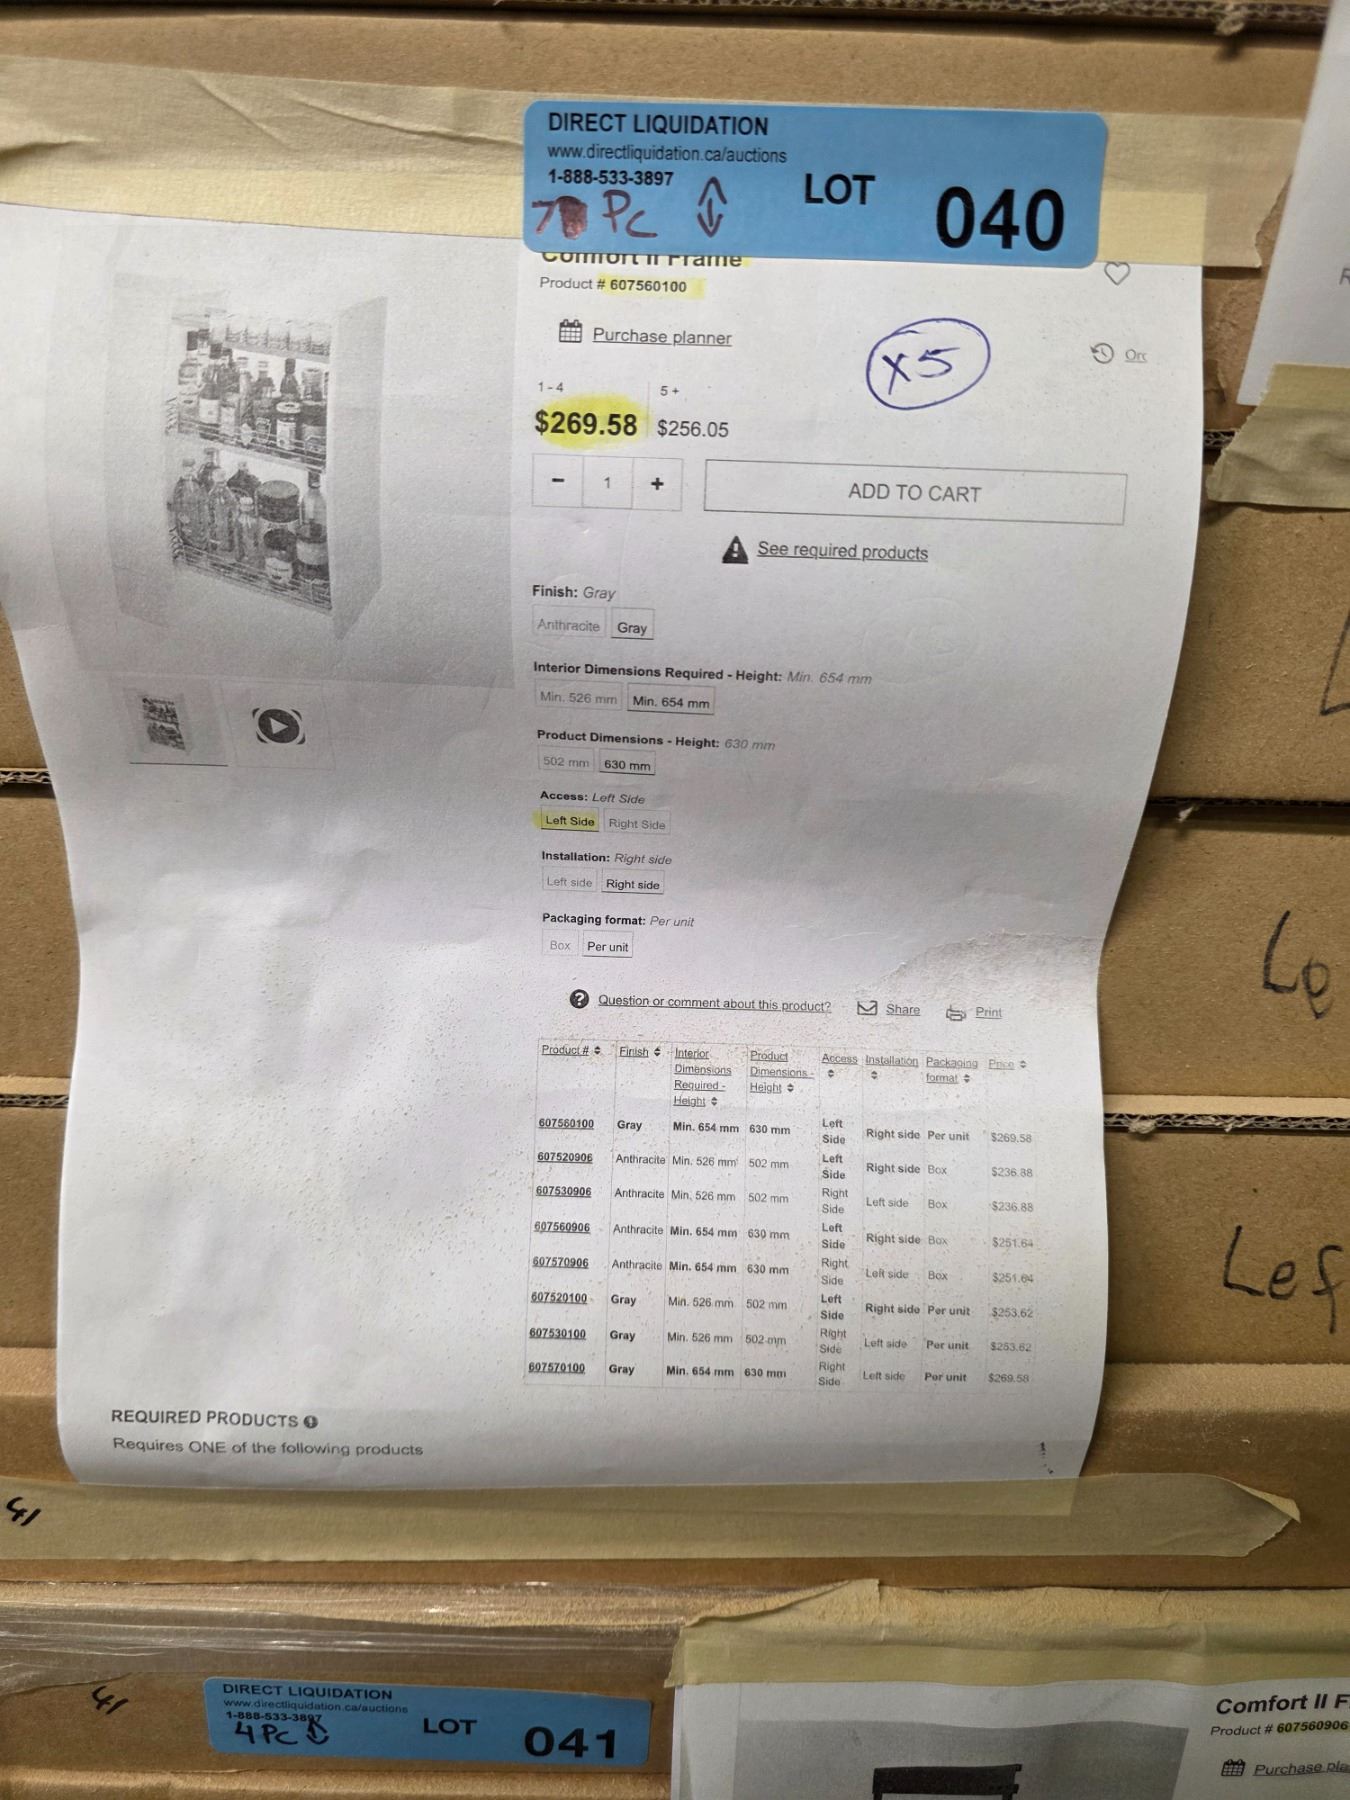 DIRECT LIQUIDATION
www.directliquidation.ca/auctions
1-888-533-3897
7 PC
LOT 040
Comfort II Frame
Product # 607560100
Purchase planner
X5
Orc
1 - 4
5 +
$269.58
$256.05
- 1 +
ADD TO CART
See required products
Finish: Gray
Anthracite Gray
Interior Dimensions Required - Height: Min. 654 mm
Min. 526 mm Min. 654 mm
Product Dimensions - Height: 630 mm
502 mm 630 mm
Access: Left Side
Left Side Right Side
Installation: Right side
Left side Right side
Packaging format: Per unit
Box Per unit
Question or comment about this product? Share Print
Product # Finish Interior Dimensions Required - Height Product Dimensions - Height Access Installation Packaging format Price
607560100 Gray Min. 654 mm 630 mm Left Side Right side Per unit $269.58
607520906 Anthracite Min. 526 mm 502 mm Left Side Right side Box $236.88
607530906 Anthracite Min. 526 mm 502 mm Right Side Left side Box $236.88
607560906 Anthracite Min. 654 mm 630 mm Left Side Right side Box $251.64
607570906 Anthracite Min. 654 mm 630 mm Right Side Left side Box $251.64
607520100 Gray Min. 526 mm 502 mm Left Side Right side Per unit $253.62
607530100 Gray Min. 526 mm 502 mm Right Side Left side Per unit $253.62
607570100 Gray Min. 654 mm 630 mm Right Side Left side Per unit $269.58
REQUIRED PRODUCTS
Requires ONE of the following products
Le
Lef
41
41
DIRECT LIQUIDATION
www.directliquidation.ca/auctions
1-888-533-3897
4 PC
LOT 041
Comfort II F
Product # 607560906
Purchase pla